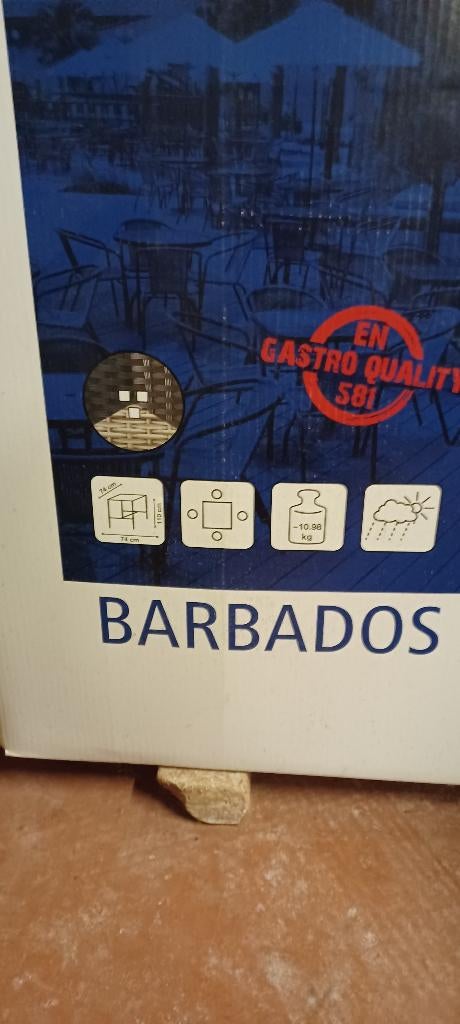 EN
GASTRO QUALITY
581
74 cm
110 cm
74 cm
~10.98
kg
BARBADOS